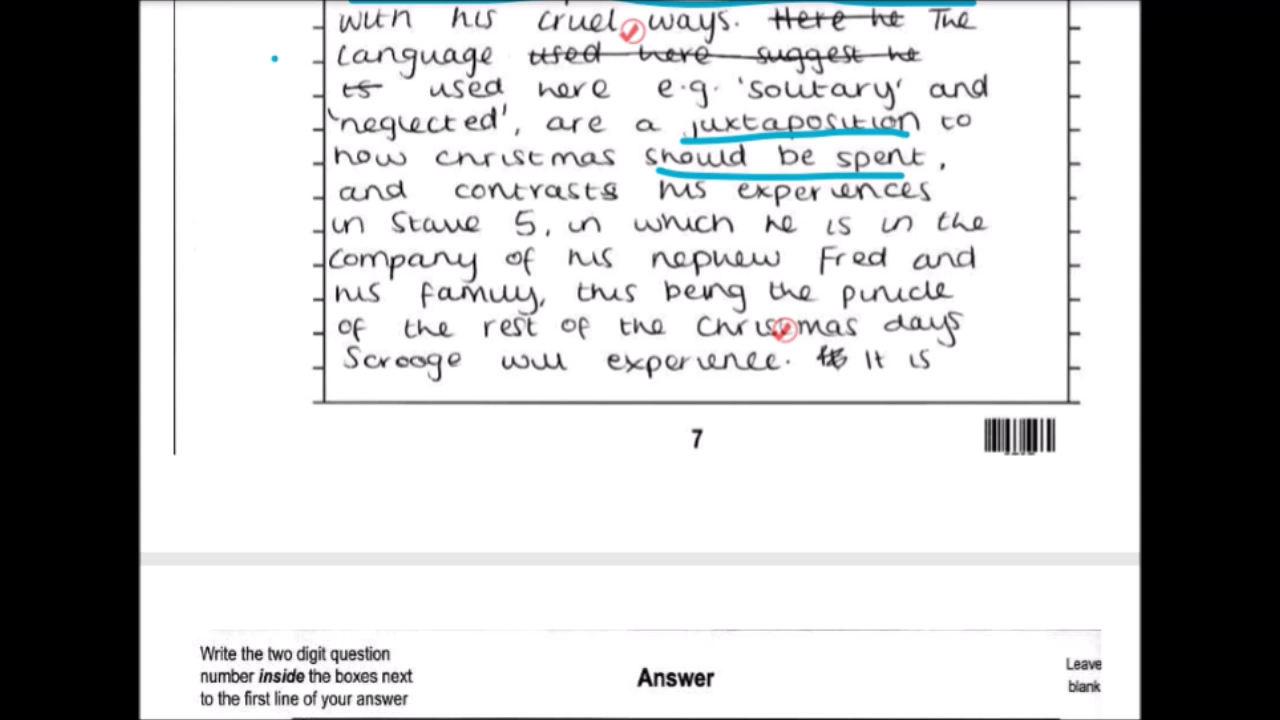 with his cruel ways. Here he The
language used here suggest he
is used here e.g. 'solitary' and
'neglected', are a juxtaposition to
how christmas should be spent,
and contrasts his experiences
in Stave 5, in which he is in the
company of his nephew Fred and
his family, this being the pinicle
of the rest of the Christmas days
Scrooge will experience. It is
7
Write the two digit question
number inside the boxes next
to the first line of your answer
Answer
Leave
blank